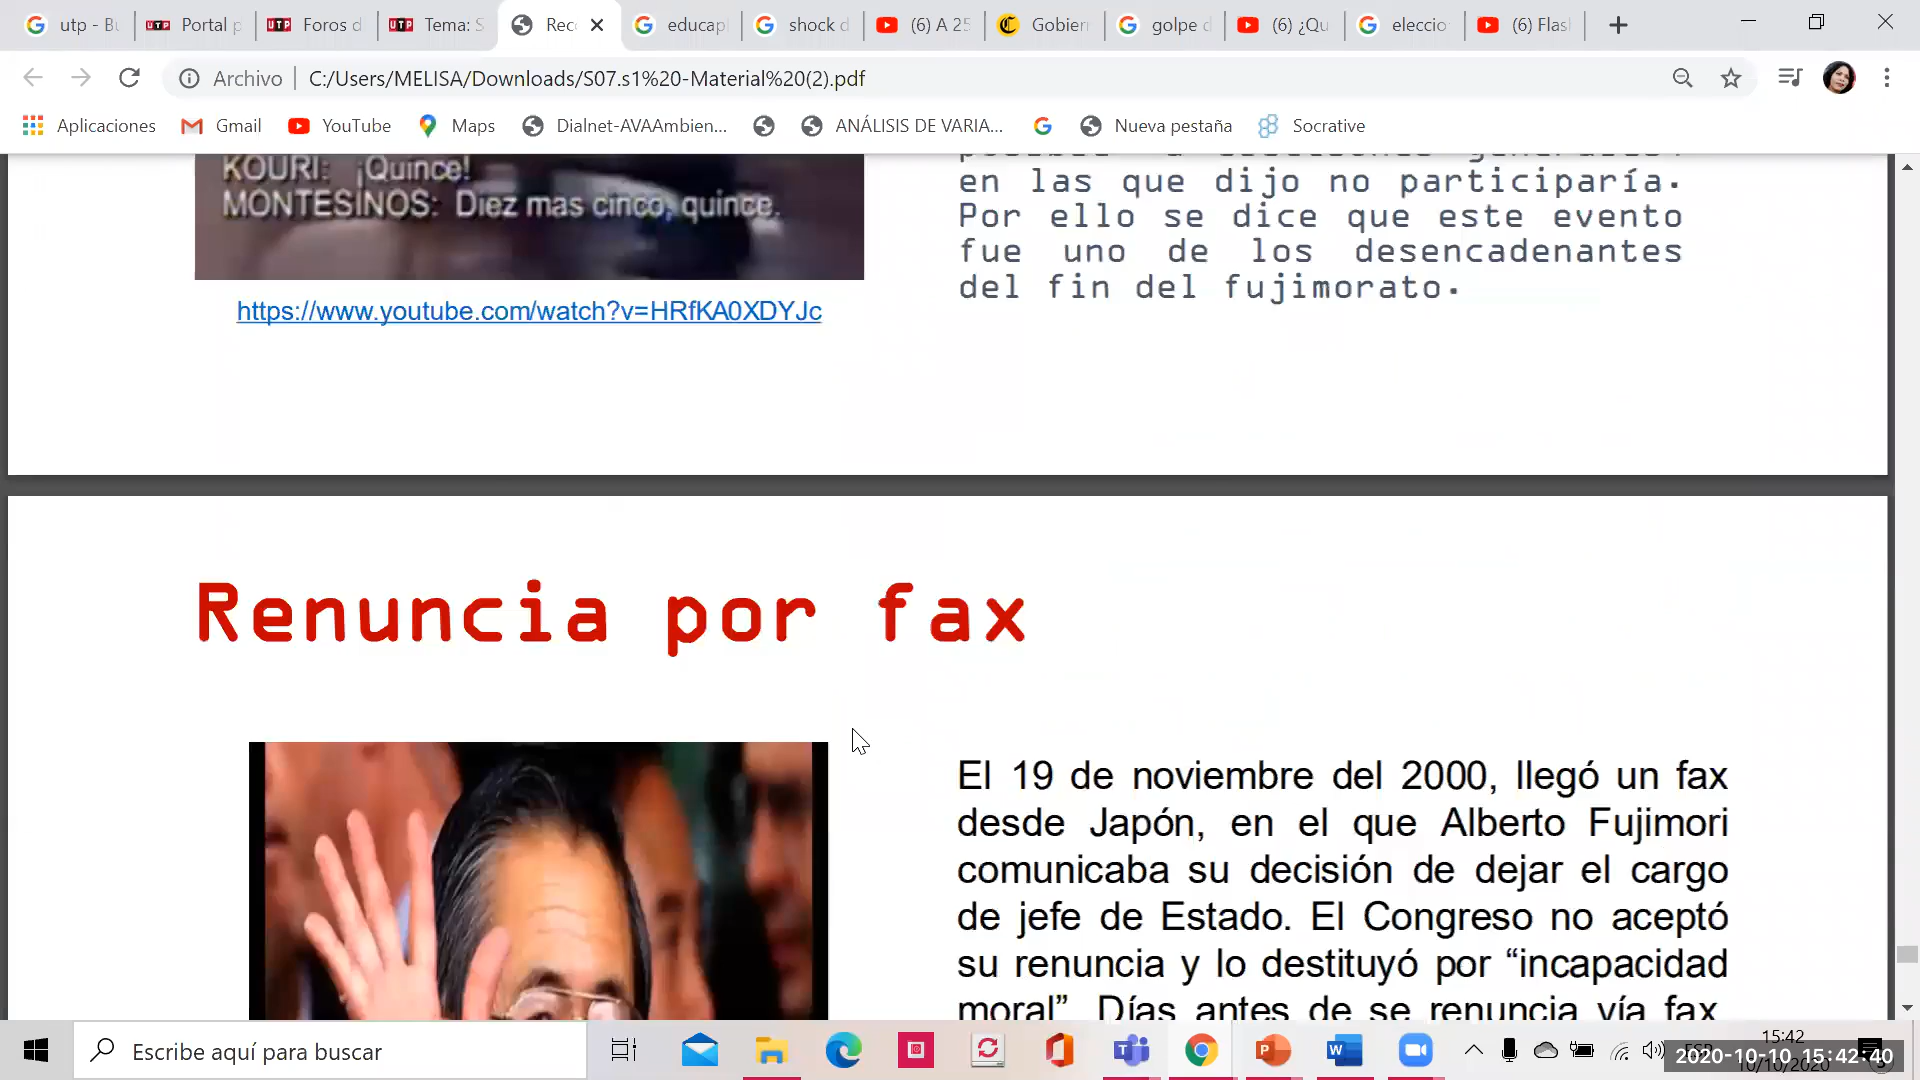 utp - Bu
Portal p
Foros d
Tema: S
Rec
educap
shock d
(6) A 25
Gobiern
golpe d
(6) ¿Qu
eleccio
(6) Flas
Archivo
C:/Users/MELISA/Downloads/S07.s1%20-Material%20(2).pdf
Aplicaciones
Gmail
YouTube
Maps
Dialnet-AVAAmbien...
ANÁLISIS DE VARIA...
Nueva pestaña
Socrative
KOURI: ¡Quince!
MONTESINOS: Diez mas cinco, quince.
https://www.youtube.com/watch?v=HRfKA0XDYJc
en las que dijo no participaría.
Por ello se dice que este evento
fue uno de los desencadenantes
del fin del fujimorato.
Renuncia por fax
El 19 de noviembre del 2000, llegó un fax
desde Japón, en el que Alberto Fujimori
comunicaba su decisión de dejar el cargo
de jefe de Estado. El Congreso no aceptó
su renuncia y lo destituyó por “incapacidad
moral”. Días antes de se renuncia vía fax,
Escribe aquí para buscar
15:42
2020-10-10 15:42:40